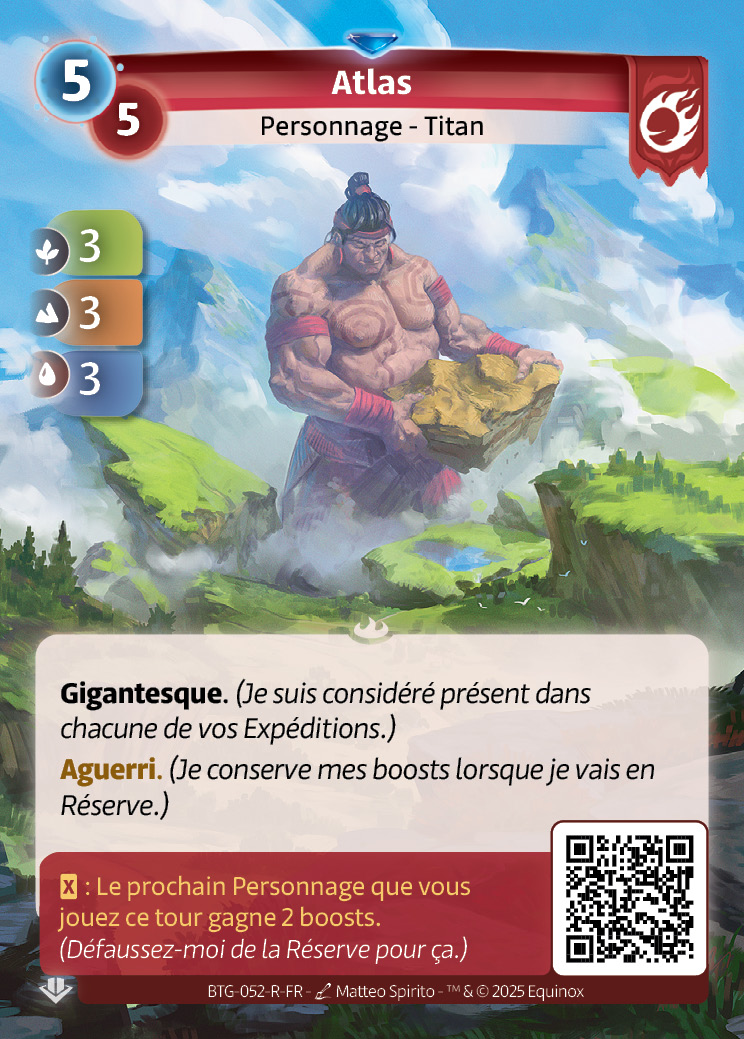 5
Atlas
5
Personnage - Titan
3
3
3
Gigantesque. (Je suis considéré présent dans
chacune de vos Expéditions.)
Aguerri. (Je conserve mes boosts lorsque je vais en
Réserve.)
X : Le prochain Personnage que vous
jouez ce tour gagne 2 boosts.
(Défaussez-moi de la Réserve pour ça.)
BTG-052-R-FR - Matteo Spirito - ™ & © 2025 Equinox